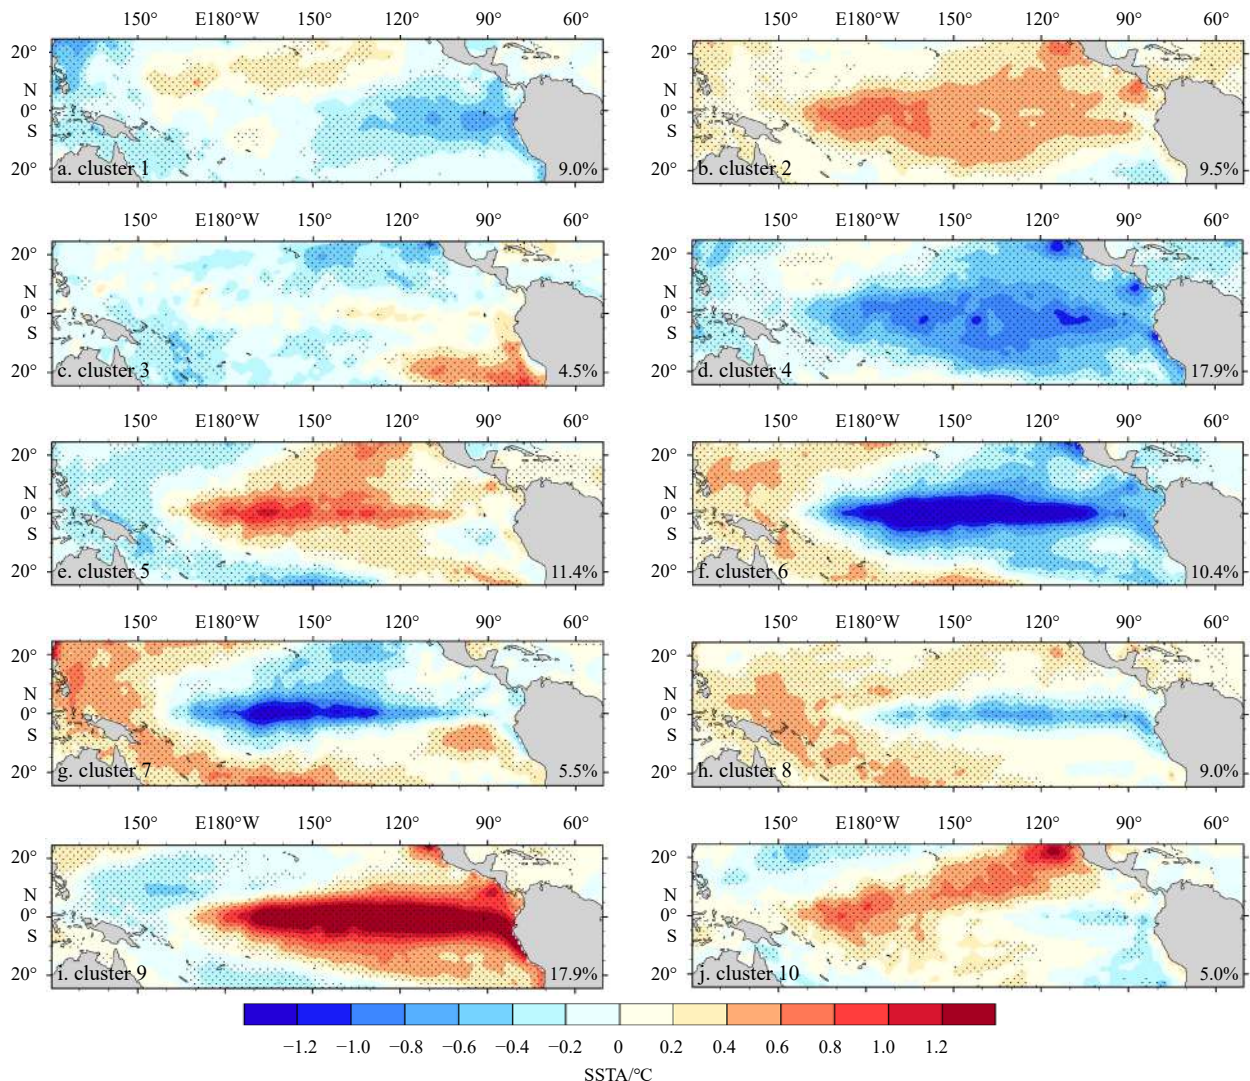 150° E180°W 150° 120° 90° 60°
20°
N
0°
S
20°
a. cluster 1
9.0%
150° E180°W 150° 120° 90° 60°
20°
N
0°
S
20°
b. cluster 2
9.5%
150° E180°W 150° 120° 90° 60°
20°
N
0°
S
20°
c. cluster 3
4.5%
150° E180°W 150° 120° 90° 60°
20°
N
0°
S
20°
d. cluster 4
17.9%
150° E180°W 150° 120° 90° 60°
20°
N
0°
S
20°
e. cluster 5
11.4%
150° E180°W 150° 120° 90° 60°
20°
N
0°
S
20°
f. cluster 6
10.4%
150° E180°W 150° 120° 90° 60°
20°
N
0°
S
20°
g. cluster 7
5.5%
150° E180°W 150° 120° 90° 60°
20°
N
0°
S
20°
h. cluster 8
9.0%
150° E180°W 150° 120° 90° 60°
20°
N
0°
S
20°
i. cluster 9
17.9%
150° E180°W 150° 120° 90° 60°
20°
N
0°
S
20°
j. cluster 10
5.0%
−1.2 −1.0 −0.8 −0.6 −0.4 −0.2 0 0.2 0.4 0.6 0.8 1.0 1.2
SSTA/°C